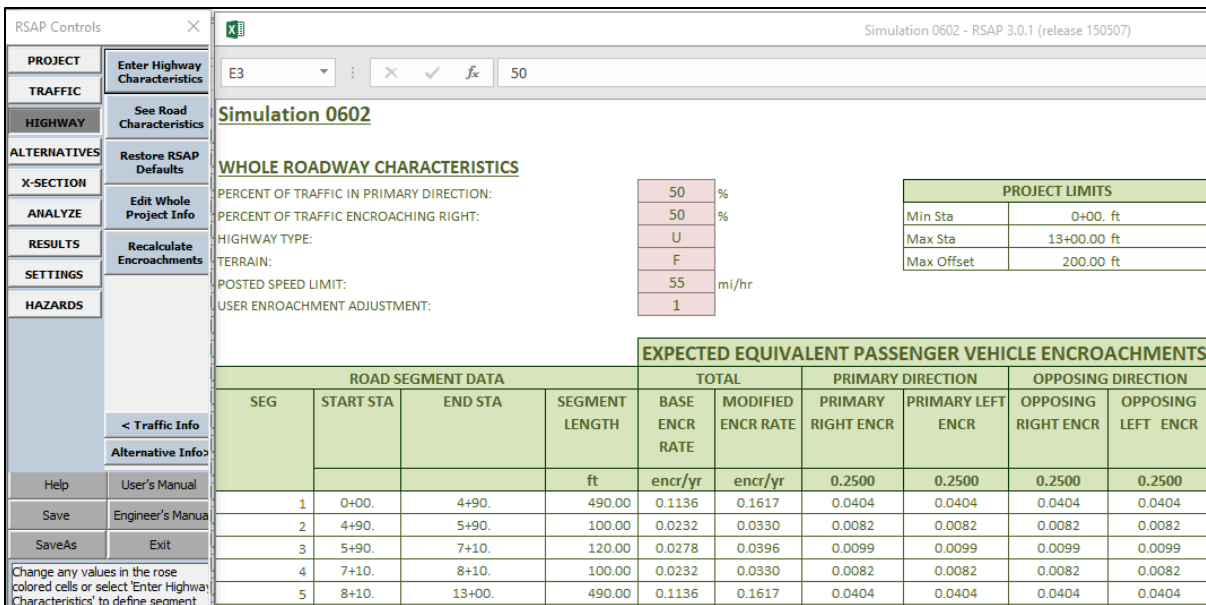 RSAP Controls
Simulation 0602 - RSAP 3.0.1 (release 150507)
PROJECT
TRAFFIC
HIGHWAY
ALTERNATIVES
X-SECTION
ANALYZE
RESULTS
SETTINGS
HAZARDS
Enter Highway
Characteristics
See Road
Characteristics
Restore RSAP
Defaults
Edit Whole
Project Info
Recalculate
Encroachments
< Traffic Info
Alternative Info>
Help User's Manual
Save Engineer's Manua
SaveAs Exit
Change any values in the rose
colored cells or select 'Enter Highway
Characteristics' to define segment
E3 fx 50
Simulation 0602
WHOLE ROADWAY CHARACTERISTICS
PERCENT OF TRAFFIC IN PRIMARY DIRECTION: 50 %
PERCENT OF TRAFFIC ENCROACHING RIGHT: 50 %
HIGHWAY TYPE: U
TERRAIN: F
POSTED SPEED LIMIT: 55 mi/hr
USER ENROACHMENT ADJUSTMENT: 1
PROJECT LIMITS
Min Sta 0+00. ft
Max Sta 13+00.00 ft
Max Offset 200.00 ft
EXPECTED EQUIVALENT PASSENGER VEHICLE ENCROACHMENTS
ROAD SEGMENT DATA TOTAL PRIMARY DIRECTION OPPOSING DIRECTION
SEG START STA END STA SEGMENT BASE MODIFIED PRIMARY PRIMARY LEFT OPPOSING OPPOSING
LENGTH ENCR ENCR RATE RIGHT ENCR ENCR RIGHT ENCR LEFT ENCR
RATE
ft encr/yr encr/yr 0.2500 0.2500 0.2500 0.2500
1 0+00. 4+90. 490.00 0.1136 0.1617 0.0404 0.0404 0.0404 0.0404
2 4+90. 5+90. 100.00 0.0232 0.0330 0.0082 0.0082 0.0082 0.0082
3 5+90. 7+10. 120.00 0.0278 0.0396 0.0099 0.0099 0.0099 0.0099
4 7+10. 8+10. 100.00 0.0232 0.0330 0.0082 0.0082 0.0082 0.0082
5 8+10. 13+00. 490.00 0.1136 0.1617 0.0404 0.0404 0.0404 0.0404